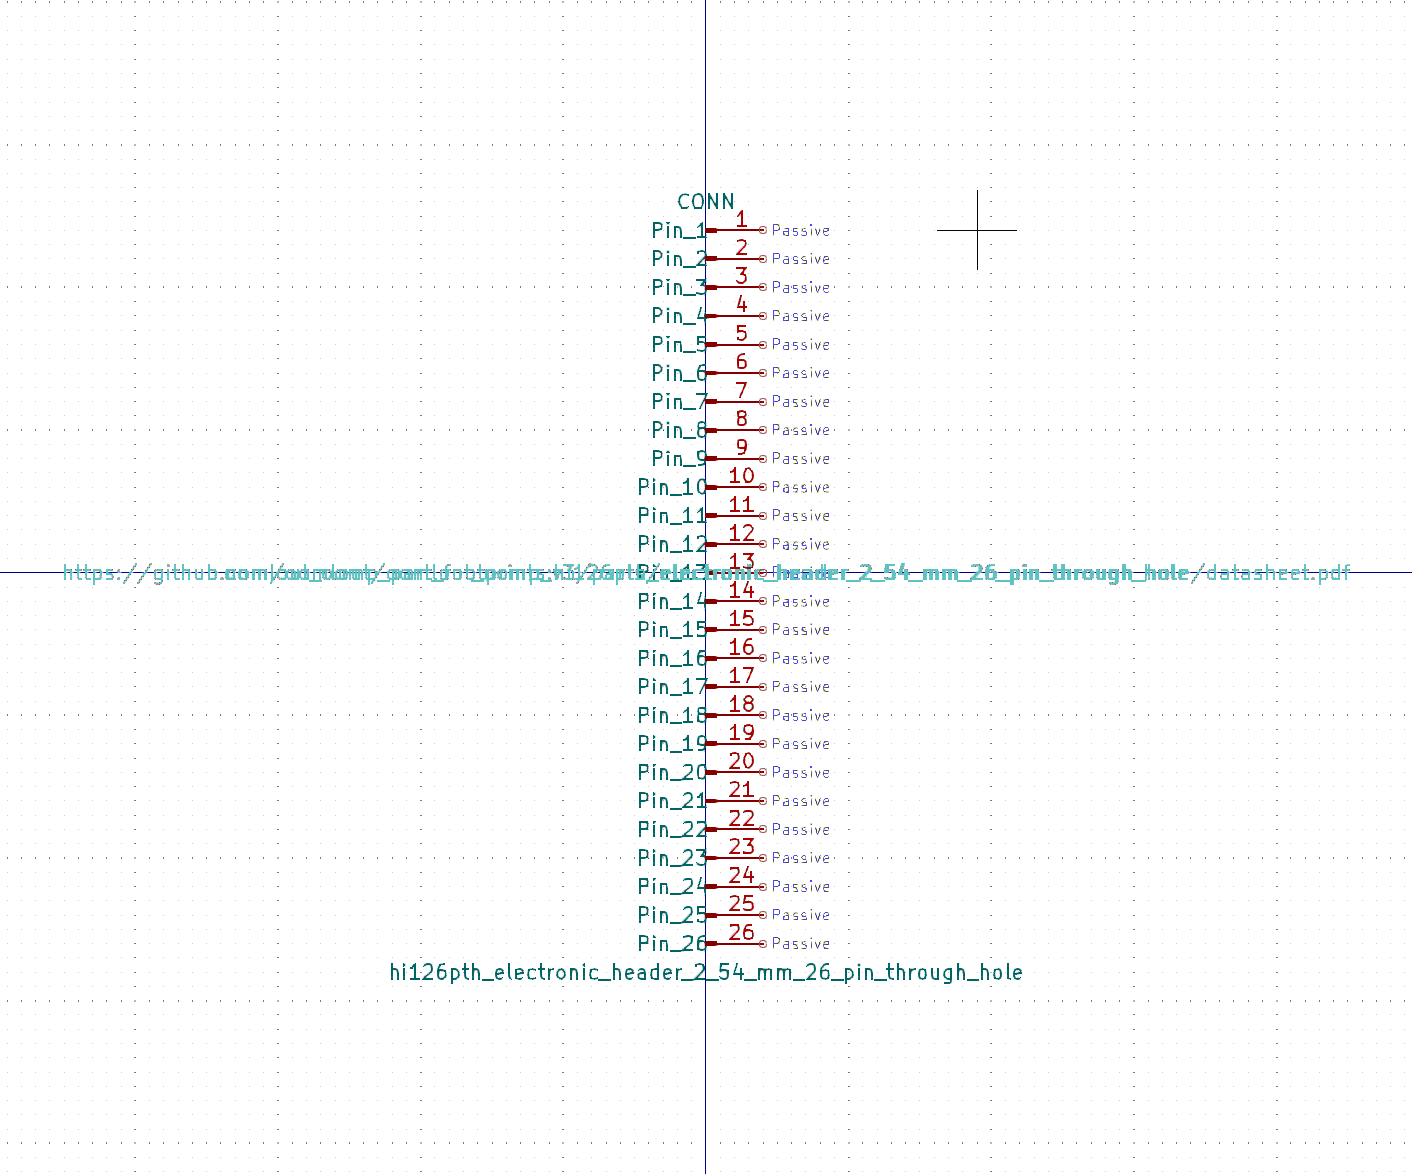 CONN
1
Pin_1 Passive
2
Pin_2 Passive
3
Pin_3 Passive
4
Pin_4 Passive
5
Pin_5 Passive
6
Pin_6 Passive
7
Pin_7 Passive
8
Pin_8 Passive
9
Pin_9 Passive
10
Pin_10 Passive
11
Pin_11 Passive
12
Pin_12 Passive
13
https://github.com/ electronic_header_2_54_mm_26_pin_through_hole/datasheet.pdf
14
Pin_14 Passive
15
Pin_15 Passive
16
Pin_16 Passive
17
Pin_17 Passive
18
Pin_18 Passive
19
Pin_19 Passive
20
Pin_20 Passive
21
Pin_21 Passive
22
Pin_22 Passive
23
Pin_23 Passive
24
Pin_24 Passive
25
Pin_25 Passive
26
Pin_26 Passive
hi126pth_electronic_header_2_54_mm_26_pin_through_hole